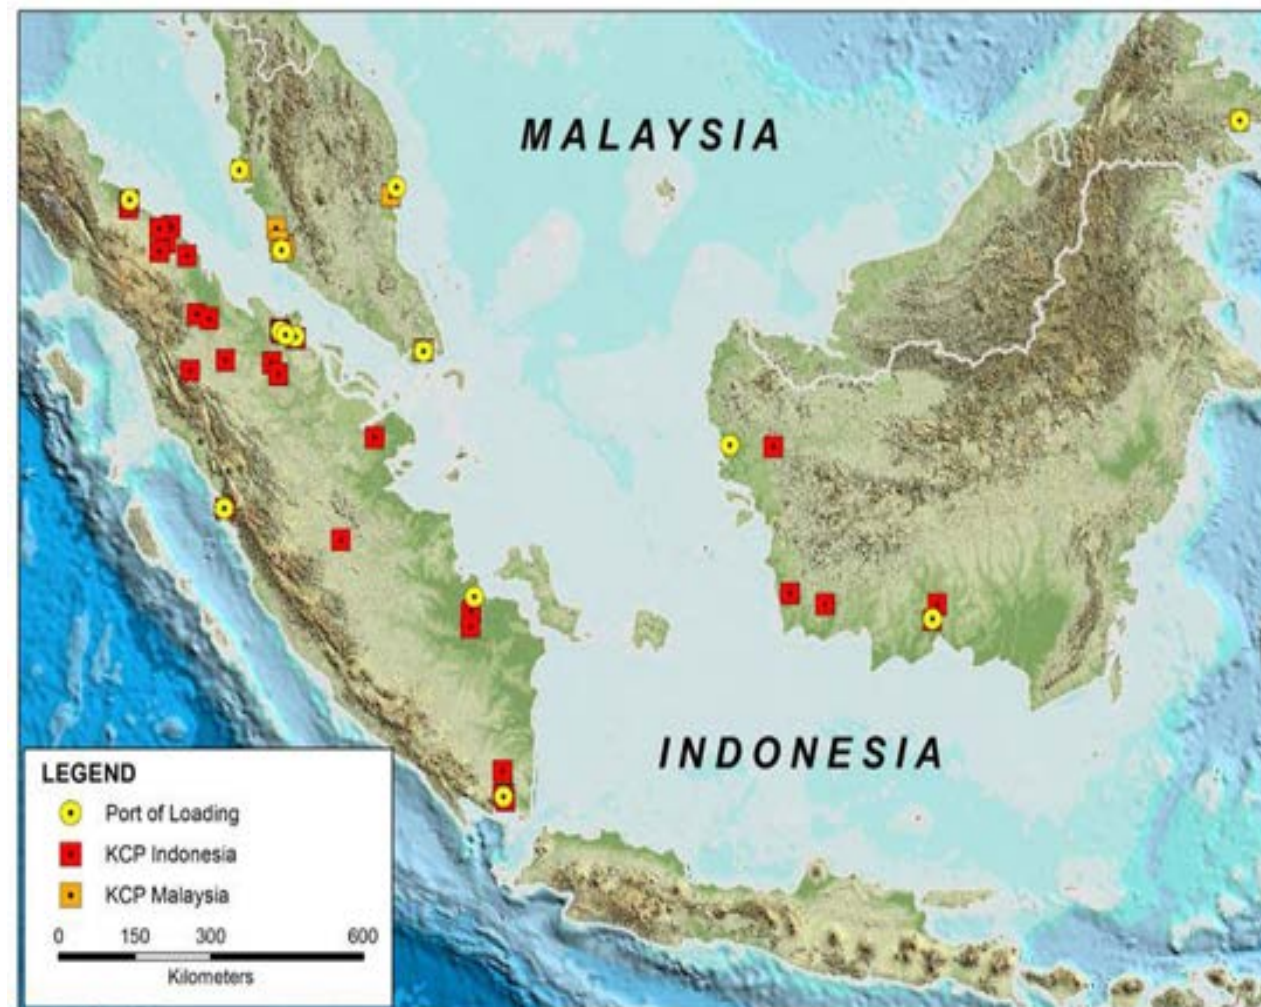 MALAYSIA
INDONESIA
LEGEND
Port of Loading
KCP Indonesia
KCP Malaysia
0 150 300 600
Kilometers